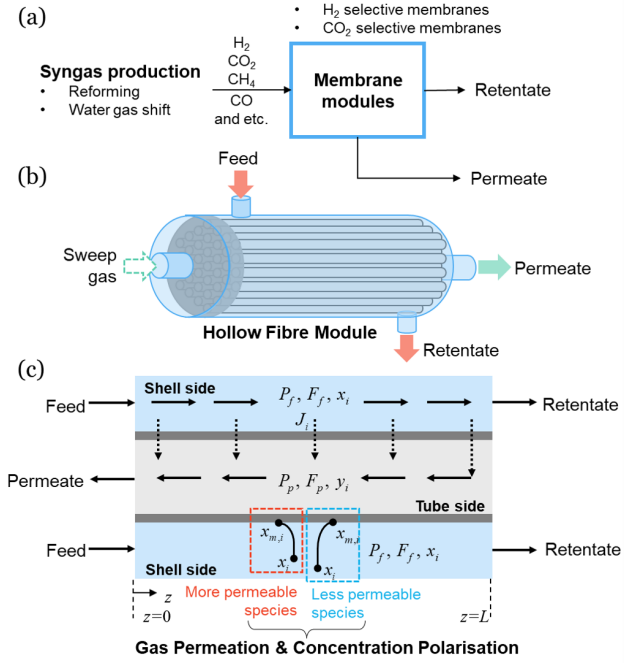 (a)
• H₂ selective membranes
• CO₂ selective membranes
Syngas production
• Reforming
• Water gas shift
H₂
CO₂
CH₄
CO
and etc.
Membrane
modules
Retentate
Permeate
(b)
Feed
Sweep
gas
Permeate
Hollow Fibre Module
Retentate
(c)
Shell side
Feed
P_f, F_f, x_i
Retentate
J_i
Permeate
P_p, F_p, y_i
Tube side
x_{m,i}
x_{m,i}
Feed
x_i
x_i
P_f, F_f, x_i
Retentate
Shell side
z
z=0
More permeable
species
Less permeable
species
z=L
Gas Permeation & Concentration Polarisation